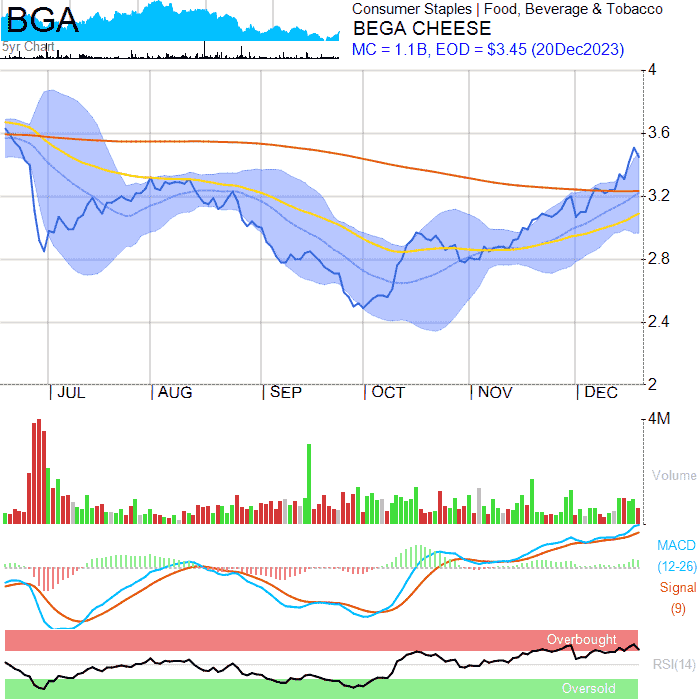 BGA
5yr Chart
Consumer Staples | Food, Beverage & Tobacco
BEGA CHEESE
MC = 1.1B, EOD = $3.45 (20Dec2023)
4
3.6
3.2
2.8
2.4
2
JUL
AUG
SEP
OCT
NOV
DEC
4M
Volume
MACD
(12-26)
Signal
(9)
Overbought
RSI(14)
Oversold